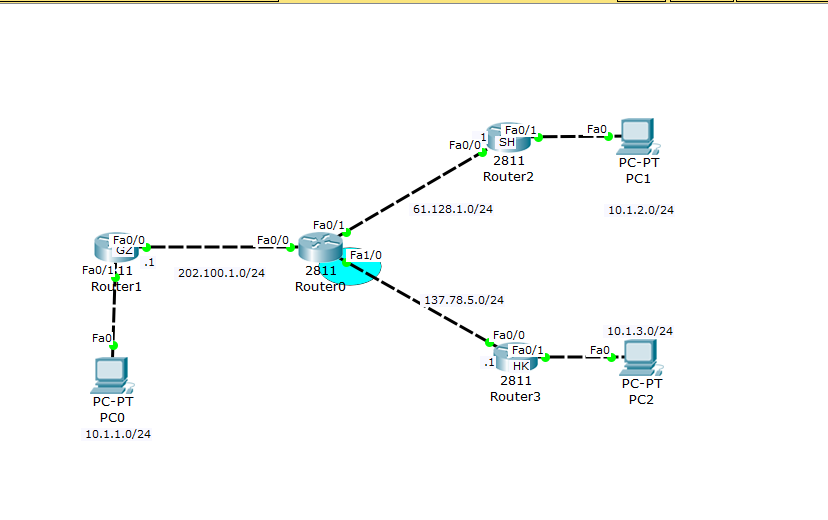 1
Fa0/1
Fa0
Fa0/0
SH
2811
Router2
PC-PT
PC1
61.128.1.0/24
10.1.2.0/24
Fa0/1
Fa0/0
Fa0/0
GZ
Fa1/0
.1
Fa0/1
11
202.100.1.0/24
2811
Router1
Router0
137.78.5.0/24
10.1.3.0/24
Fa0
Fa0/0
Fa0/1
Fa0
.1
HK
2811
Router3
PC-PT
PC2
PC-PT
PC0
10.1.1.0/24